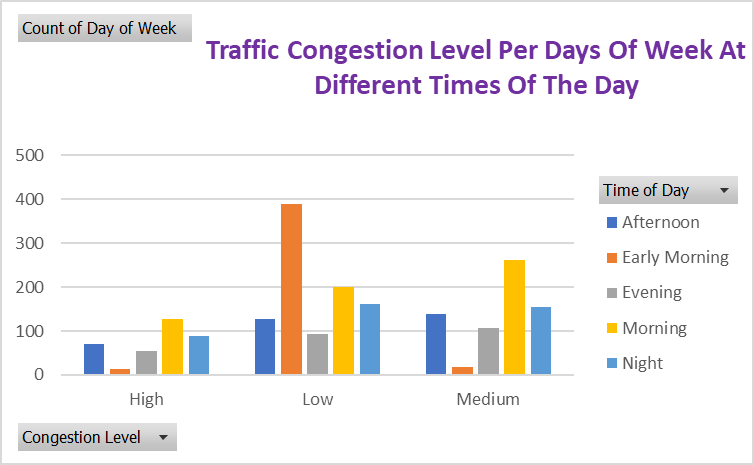 Count of Day of Week
Traffic Congestion Level Per Days Of Week At
Different Times Of The Day
500
400
300
200
100
0
High
Low
Medium
Time of Day
Afternoon
Early Morning
Evening
Morning
Night
Congestion Level